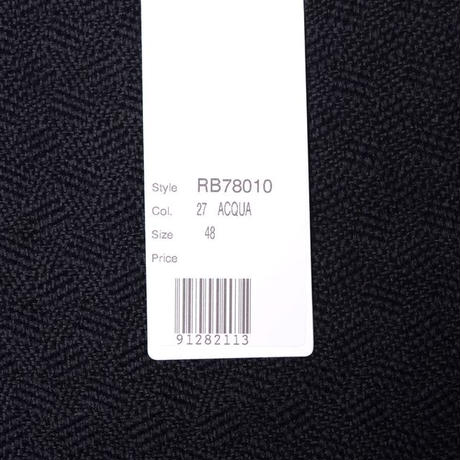 Style RB78010
Col. 27 ACQUA
Size 48
Price
91282113